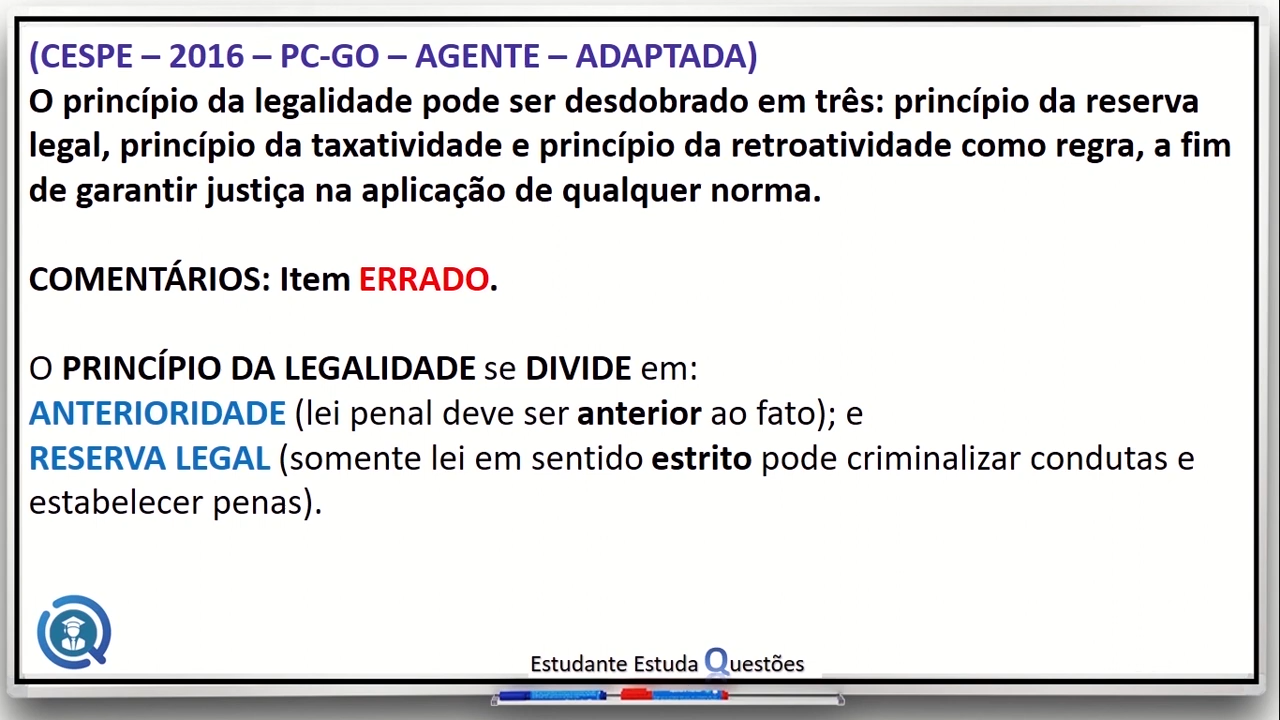 (CESPE – 2016 – PC-GO – AGENTE – ADAPTADA)
O princípio da legalidade pode ser desdobrado em três: princípio da reserva
legal, princípio da taxatividade e princípio da retroatividade como regra, a fim
de garantir justiça na aplicação de qualquer norma.
COMENTÁRIOS: Item ERRADO.
O PRINCÍPIO DA LEGALIDADE se DIVIDE em:
ANTERIORIDADE (lei penal deve ser anterior ao fato); e
RESERVA LEGAL (somente lei em sentido estrito pode criminalizar condutas e
estabelecer penas).
Estudante Estuda Questões